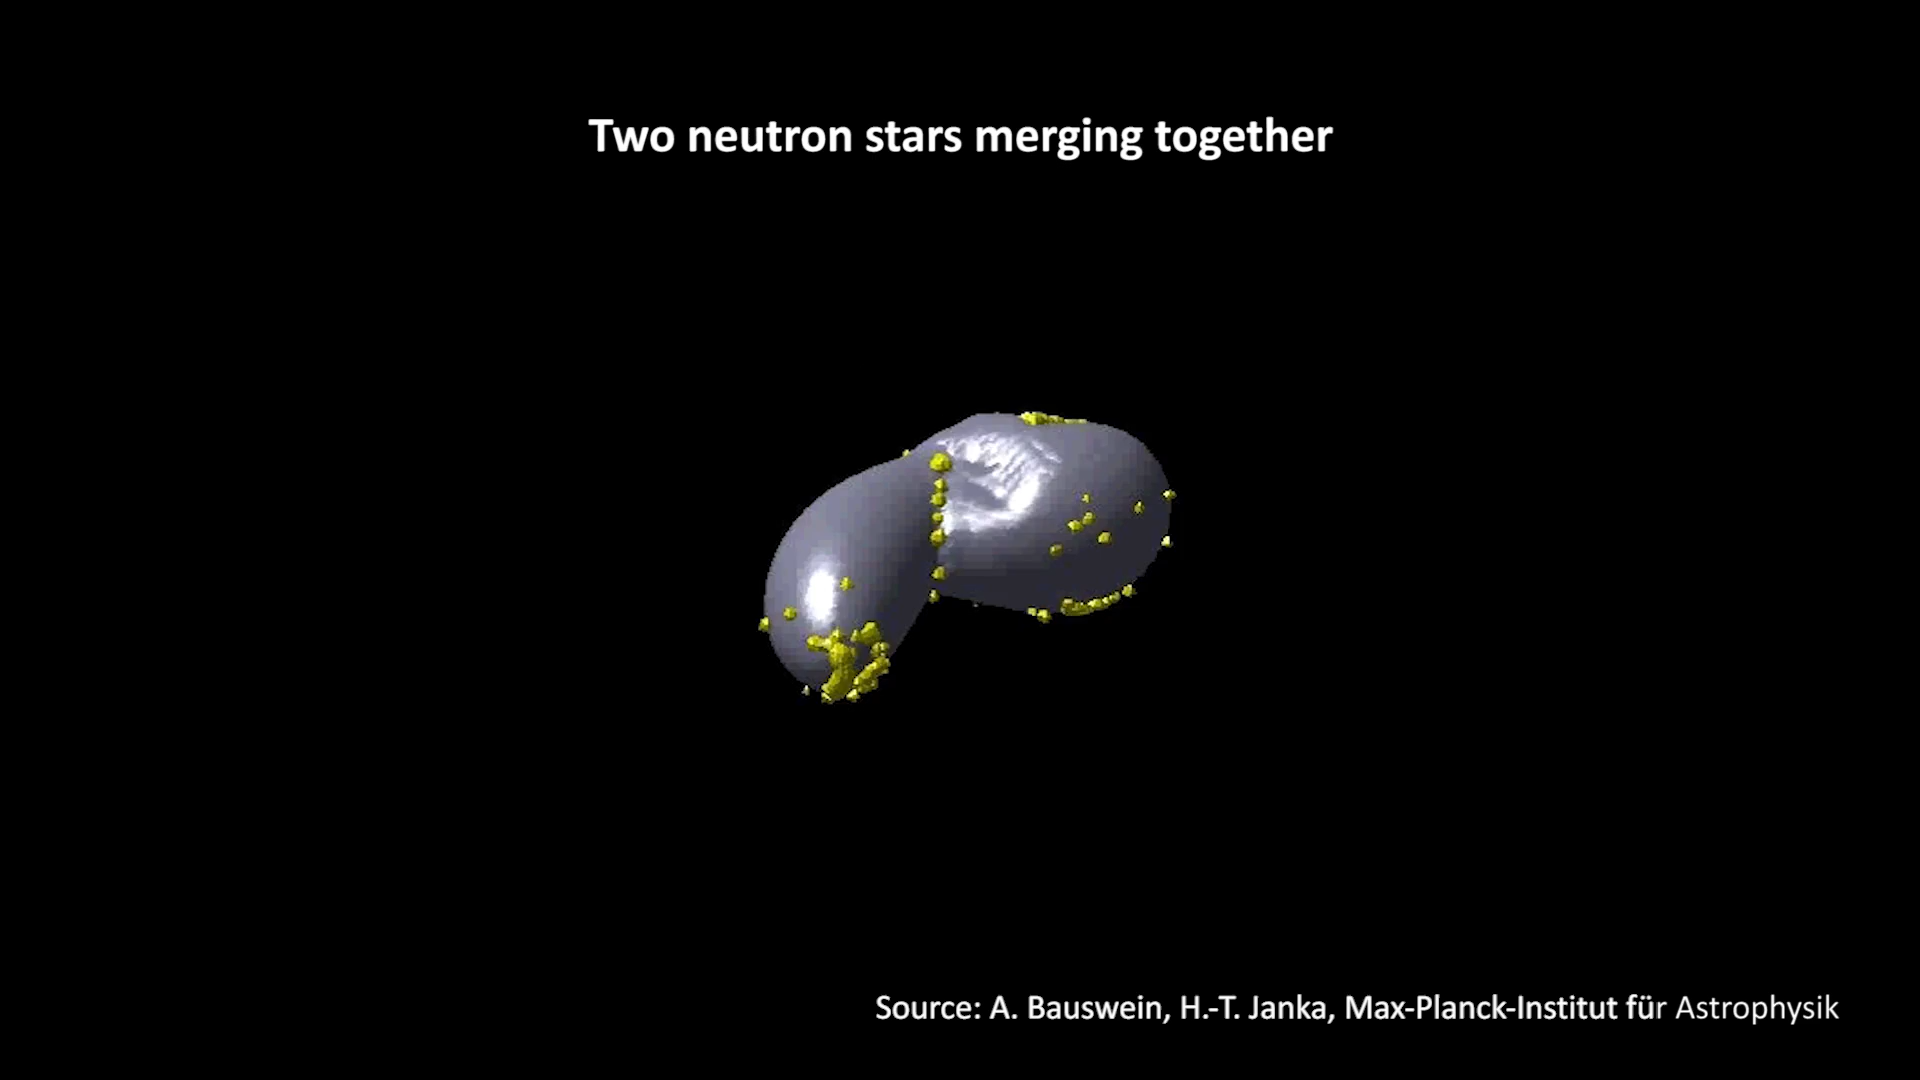 Two neutron stars merging together
Source: A. Bauswein, H.-T. Janka, Max-Planck-Institut für Astrophysik